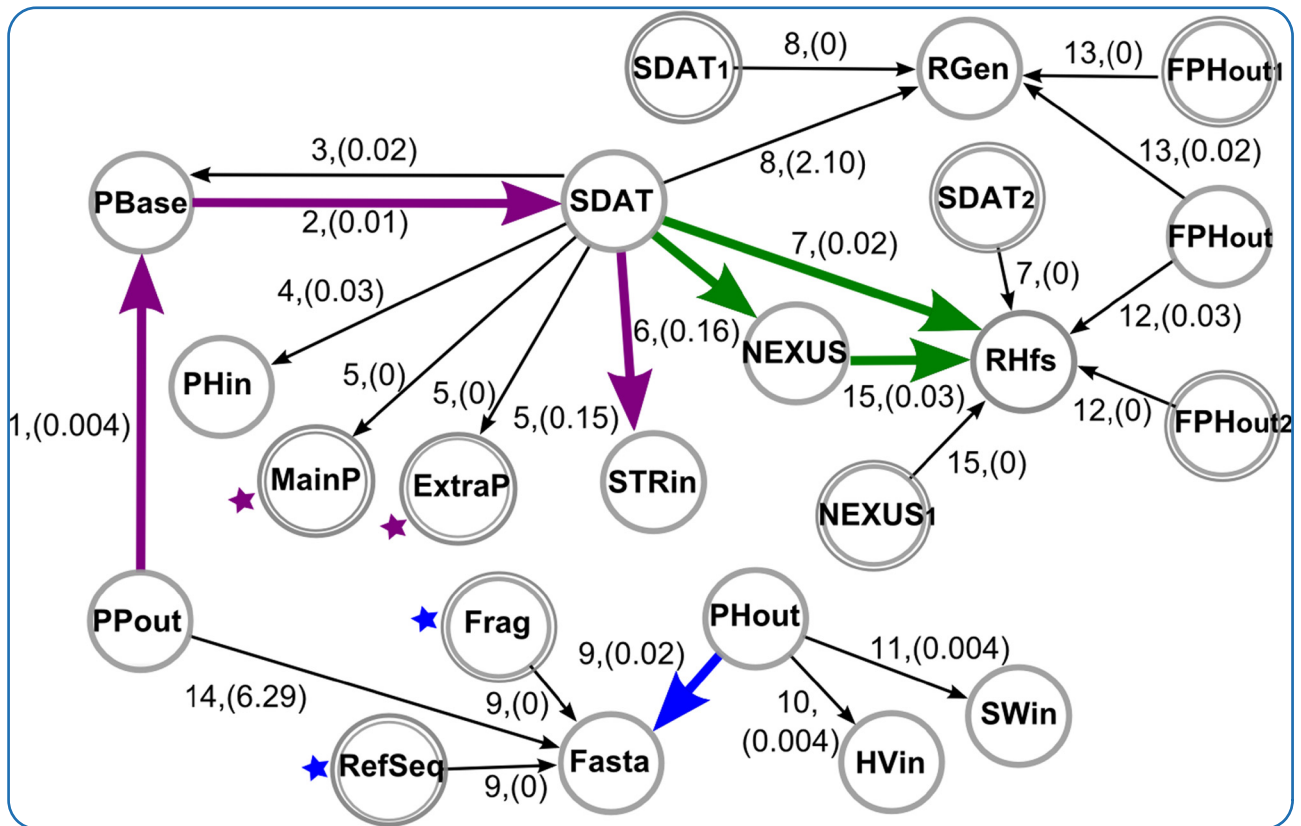 SDAT1
8,(0)
RGen
13,(0)
FPHout1
3,(0.02)
8,(2.10)
13,(0.02)
PBase
2,(0.01)
SDAT
SDAT2
FPHout
7,(0.02)
7,(0)
4,(0.03)
12,(0.03)
6,(0.16)
NEXUS
RHfs
PHin
5,(0)
5,(0)
15,(0.03)
12,(0)
1,(0.004)
5,(0.15)
FPHout2
MainP
ExtraP
STRin
15,(0)
NEXUS1
PPout
Frag
PHout
9,(0.02)
11,(0.004)
14,(6.29)
9,(0)
10,
(0.004)
SWin
RefSeq
9,(0)
Fasta
HVin